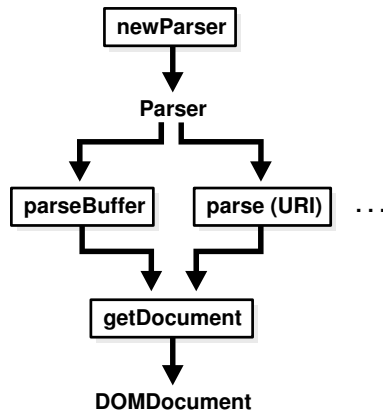 newParser
Parser
parseBuffer
parse (URI)
. . .
getDocument
DOMDocument